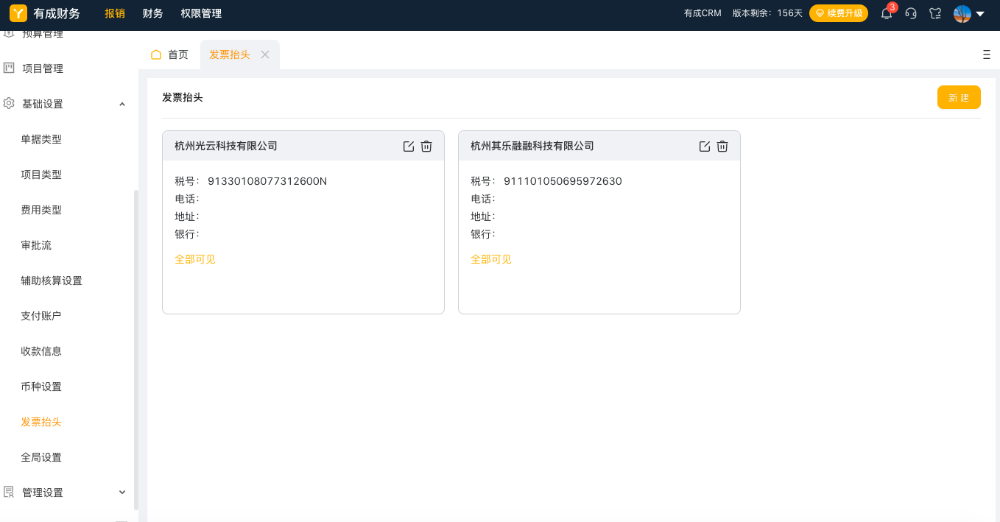 有成财务 报销 财务 权限管理 有成CRM 版本剩余：156天 续费升级 3
预算管理
项目管理
基础设置
单据类型
项目类型
费用类型
审批流
辅助核算设置
支付账户
收款信息
币种设置
发票抬头
全局设置
管理设置
首页 发票抬头
发票抬头 新 建
杭州光云科技有限公司
税号： 91330108077312600N
电话：
地址：
银行：
全部可见
杭州其乐融融科技有限公司
税号： 911101050695972630
电话：
地址：
银行：
全部可见